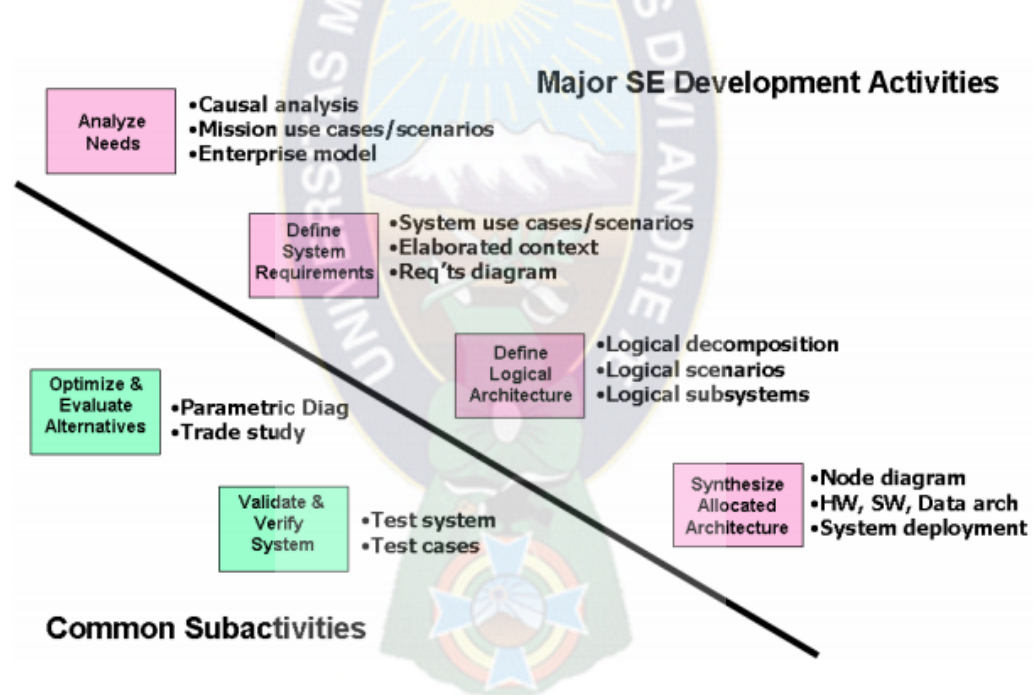 Major SE Development Activities
Analyze
Needs
•Causal analysis
•Mission use cases/scenarios
•Enterprise model
Define
System
Requirements
•System use cases/scenarios
•Elaborated context
•Req'ts diagram
Define
Logical
Architecture
•Logical decomposition
•Logical scenarios
•Logical subsystems
Optimize &
Evaluate
Alternatives
•Parametric Diag
•Trade study
Synthesize
Allocated
Architecture
•Node diagram
•HW, SW, Data arch
•System deployment
Validate &
Verify
System
•Test system
•Test cases
Common Subactivities